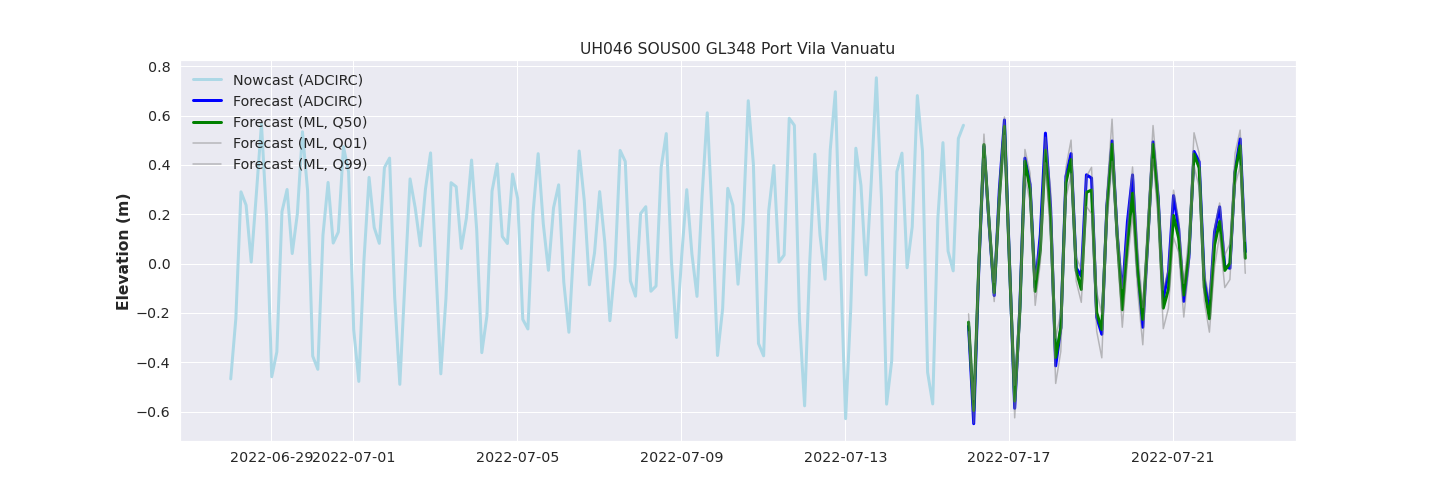 UH046 SOUS00 GL348 Port Vila Vanuatu
Nowcast (ADCIRC)
Forecast (ADCIRC)
Forecast (ML, Q50)
Forecast (ML, Q01)
Forecast (ML, Q99)
Elevation (m)
0.8
0.6
0.4
0.2
0.0
−0.2
−0.4
−0.6
2022-06-29 2022-07-01 2022-07-05 2022-07-09 2022-07-13 2022-07-17 2022-07-21